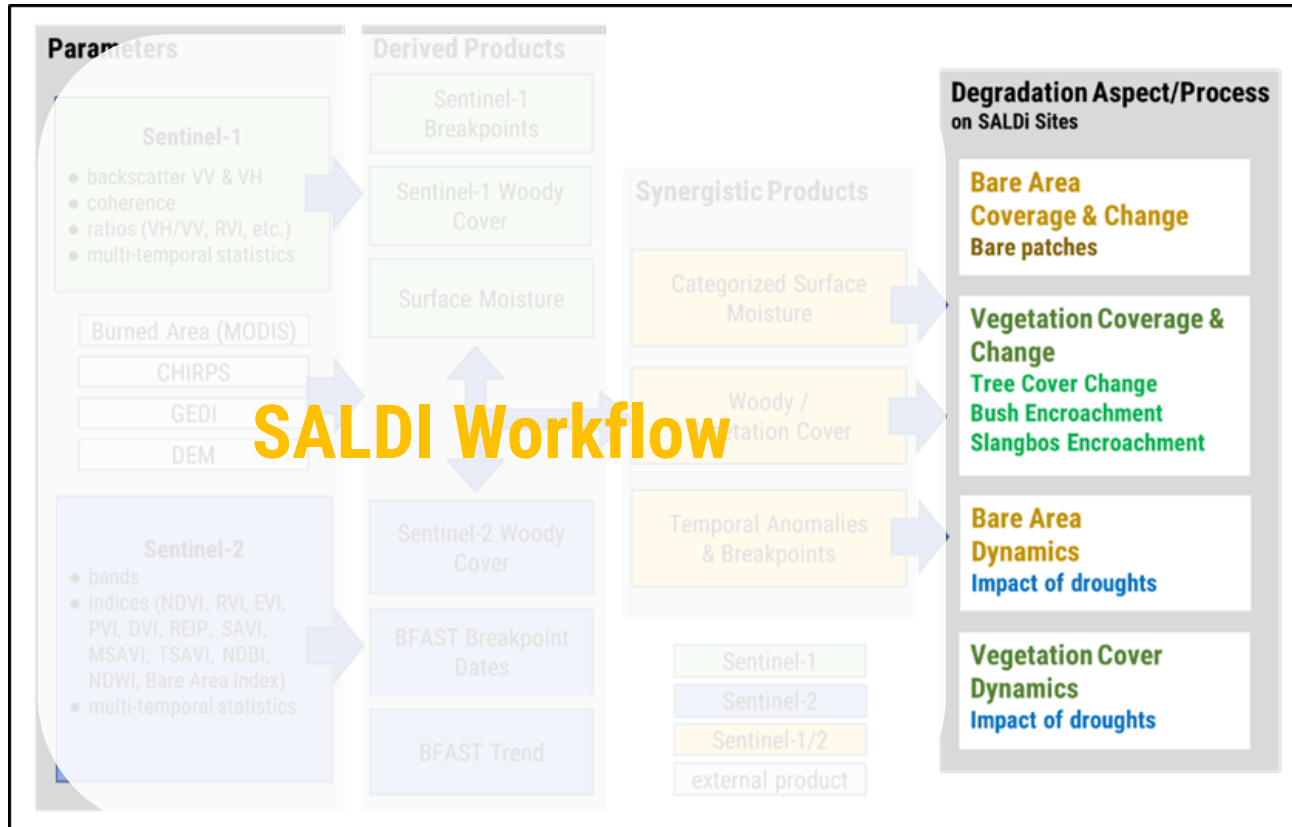 Parameters
Sentinel-1
● backscatter VV & VH
● coherence
● ratios (VH/VV, RVI, etc.)
● multi-temporal statistics
Burned Area (MODIS)
CHIRPS
GEDI
DEM
Sentinel-2
● bands
● indices (NDVI, RVI, EVI,
PVI, DVI, REIP, SAVI,
MSAVI, TSAVI, NDBI,
NDWI, Bare Area Index)
● multi-temporal statistics
Derived Products
Sentinel-1
Breakpoints
Sentinel-1 Woody
Cover
Surface Moisture
Sentinel-2 Woody
Cover
BFAST Breakpoint
Dates
BFAST Trend
SALDI Workflow
Synergistic Products
Categorized Surface
Moisture
Woody /
Cover
Temporal Anomalies
& Breakpoints
Sentinel-1
Sentinel-2
Sentinel-1/2
external product
Degradation Aspect/Process
on SALDi Sites
Bare Area
Coverage & Change
Bare patches
Vegetation Coverage &
Change
Tree Cover Change
Bush Encroachment
Slangbos Encroachment
Bare Area
Dynamics
Impact of droughts
Vegetation Cover
Dynamics
Impact of droughts